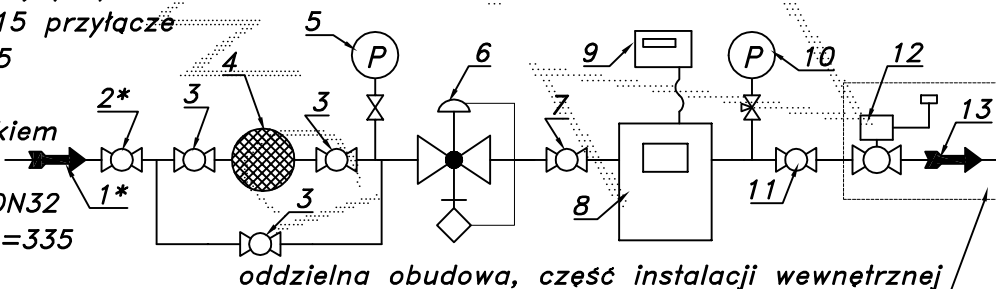 15 przyłącze
5
kiem
DN32
=335
1*
2*
3
4
3
3
5
P
6
7
8
9
P
10
11
12
13
oddzielna obudowa, część instalacji wewnętrznej